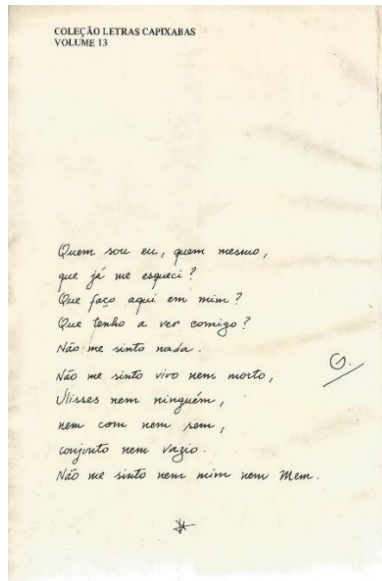 COLEÇÃO LETRAS CAPIXABAS
VOLUME 13
Quem sou eu, quem mesmo,
que já me esqueci?
Que faço aqui em mim?
Que tenho a ver comigo?
Não me sinto nada.
Não me sinto vivo nem morto,
Ulisses nem ninguém,
nem com nem sem,
conjunto nem vazio.
Não me sinto nem mim nem Mem.
G.